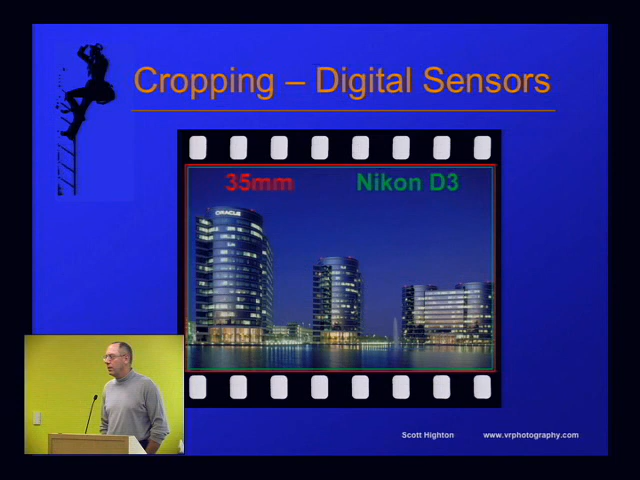 Cropping – Digital Sensors
35mm Nikon D3
ORACLE
Scott Highton www.vrphotography.com